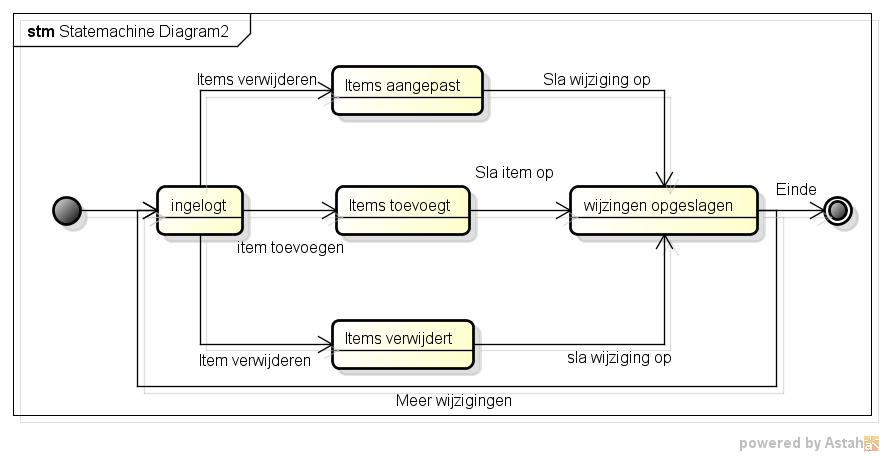 stm Statemachine Diagram2
Items verwijderen
Items aangepast
Sla wijziging op
ingelogt
item toevoegen
Items toevoegt
Sla item op
wijzingen opgeslagen
Einde
Item verwijderen
Items verwijdert
sla wijziging op
Meer wijzigingen
powered by Astah